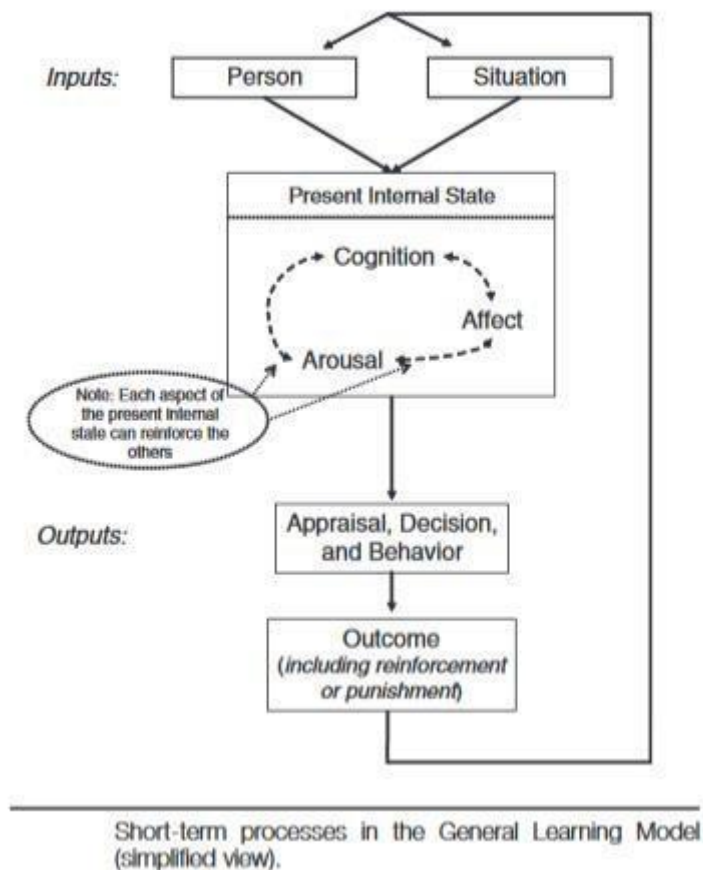 Inputs:
Person
Situation
Present Internal State
Cognition
Affect
Arousal
Note: Each aspect of
the present internal
state can reinforce the
others
Outputs:
Appraisal, Decision,
and Behavior
Outcome
(including reinforcement
or punishment)
Short-term processes in the General Learning Model
(simplified view).